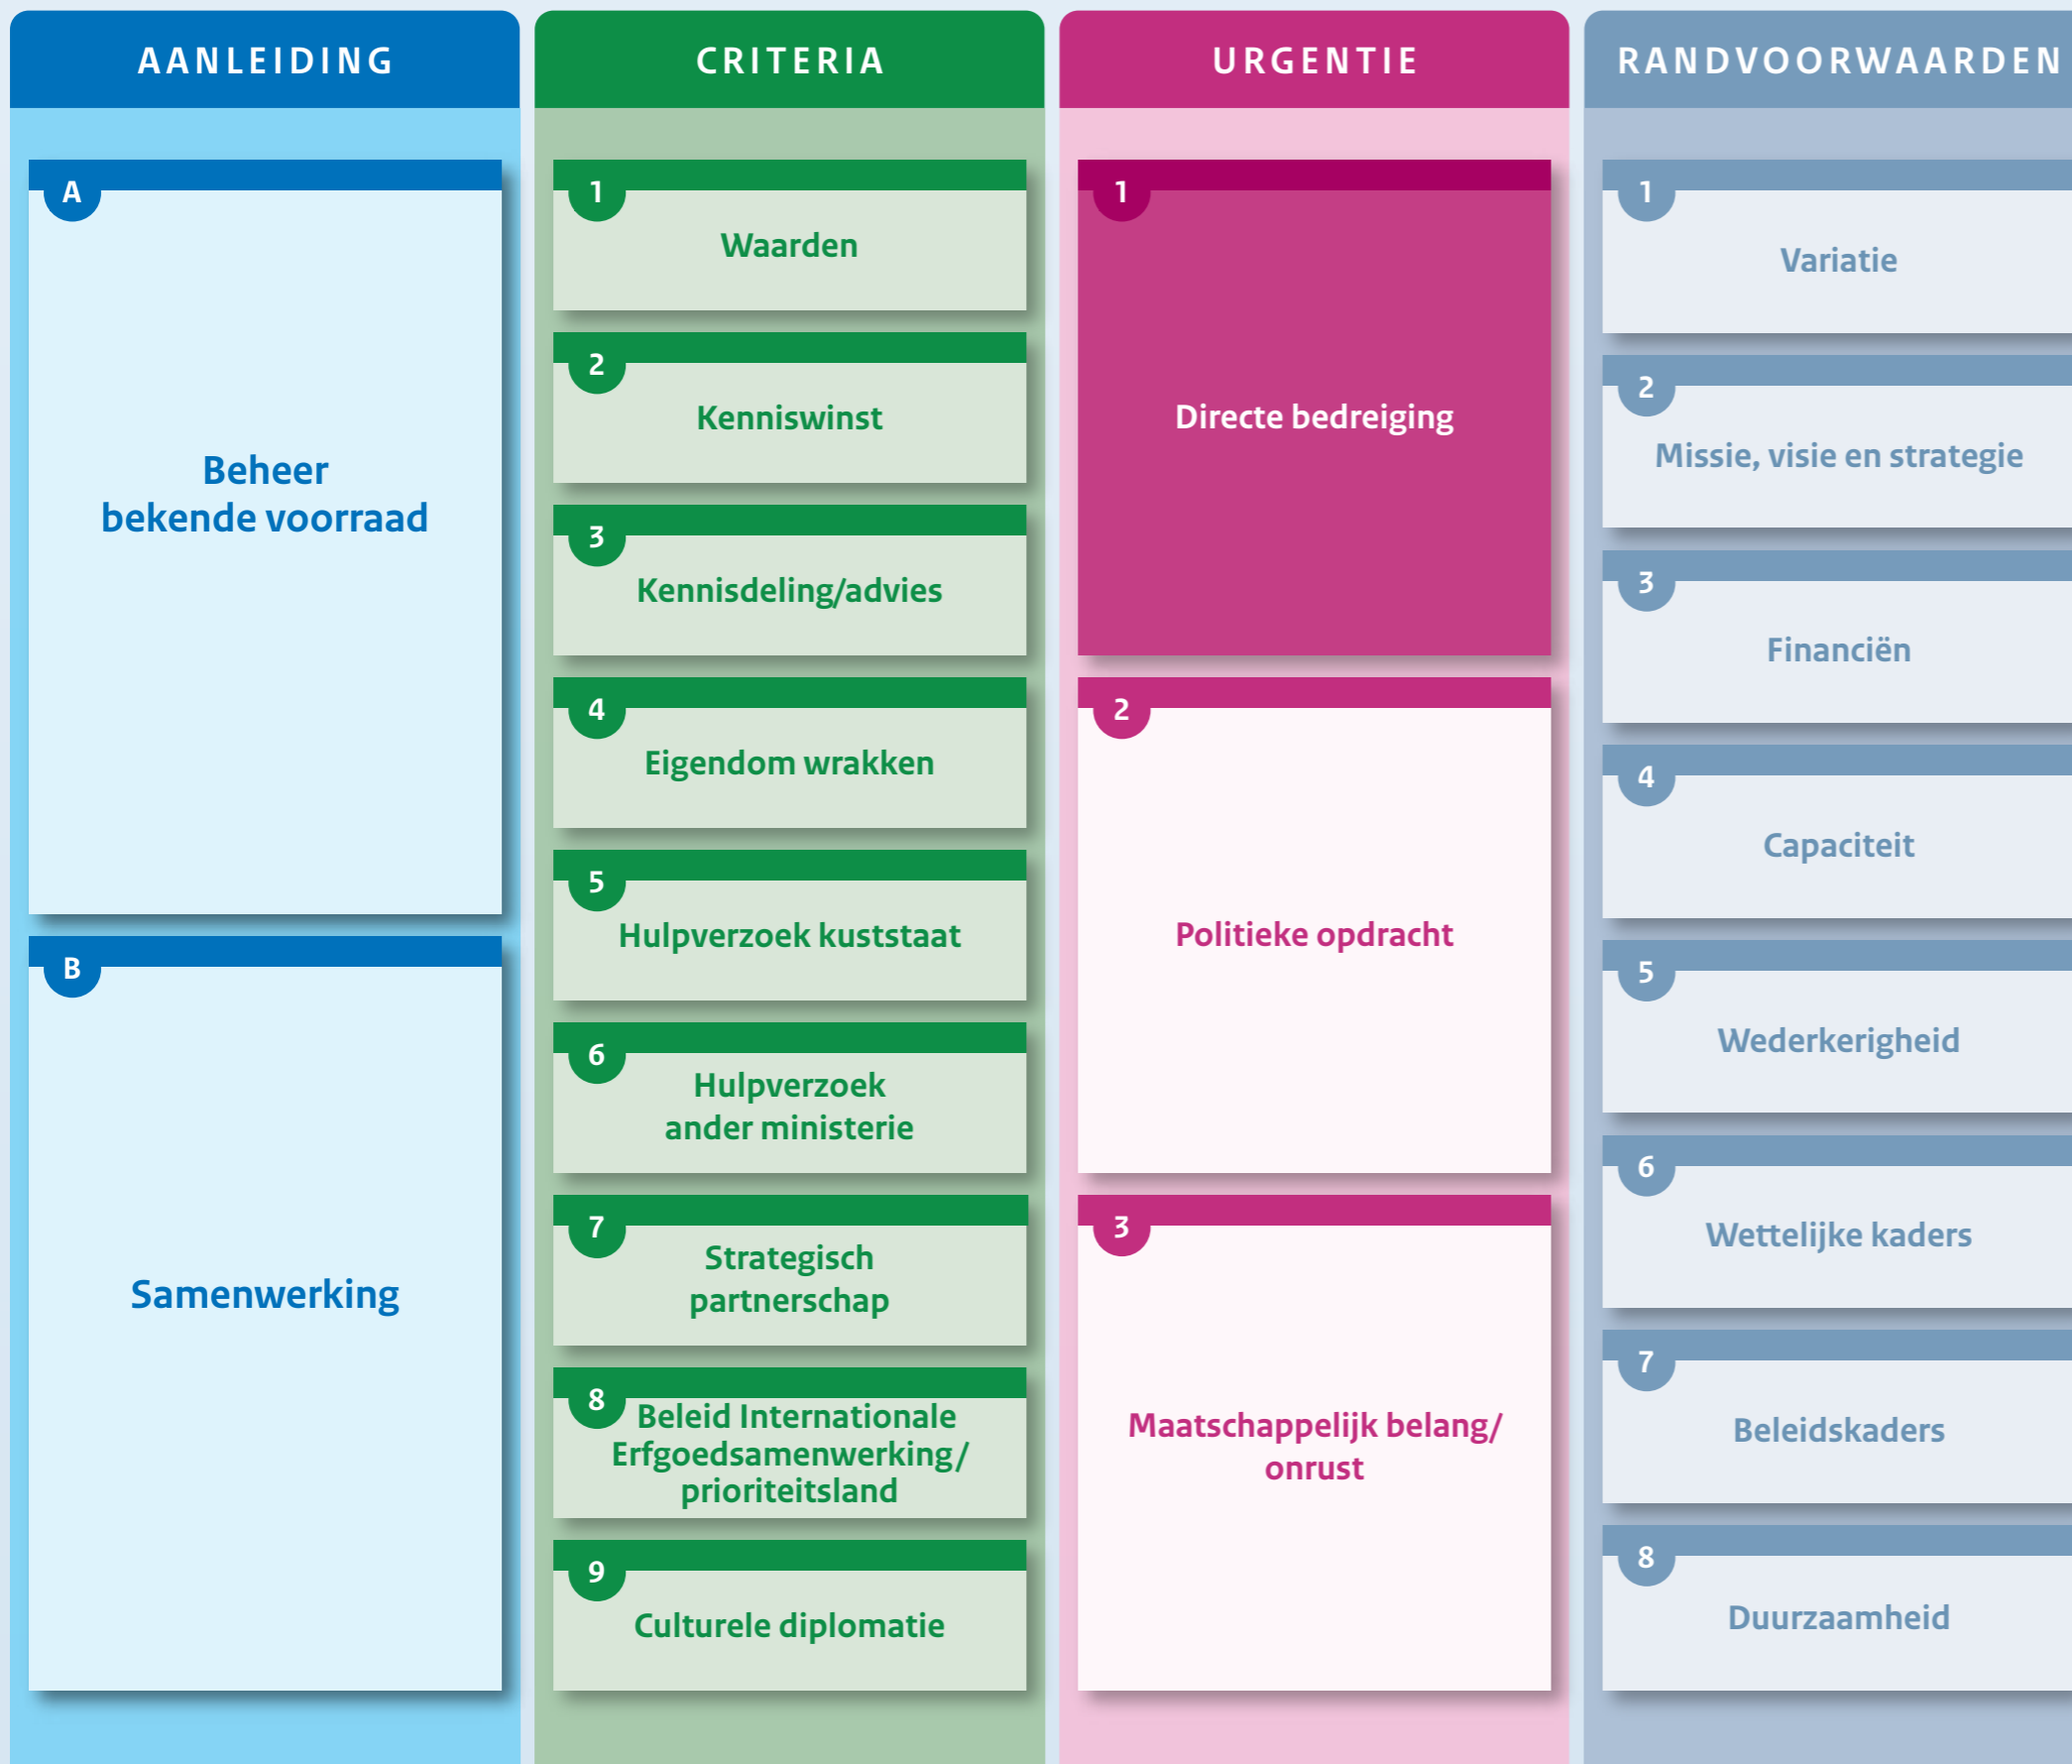 AANLEIDING
A
Beheer
bekende voorraad
B
Samenwerking
CRITERIA
1
Waarden
2
Kenniswinst
3
Kennisdeling/advies
4
Eigendom wrakken
5
Hulpverzoek kuststaat
6
Hulpverzoek
ander ministerie
7
Strategisch
partnerschap
8
Beleid Internationale
Erfgoedsamenwerking/
prioriteitsland
9
Culturele diplomatie
URGENTIE
1
Directe bedreiging
2
Politieke opdracht
3
Maatschappelijk belang/
onrust
RANDVOORWAARDEN
1
Variatie
2
Missie, visie en strategie
3
Financiën
4
Capaciteit
5
Wederkerigheid
6
Wettelijke kaders
7
Beleidskaders
8
Duurzaamheid